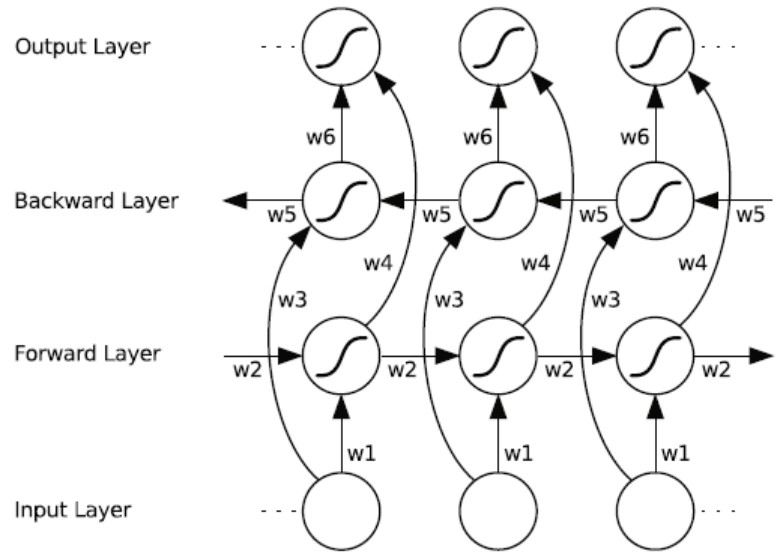 Output Layer
w6 w6 w6
Backward Layer
w5 w5 w5 w5
w4 w4 w4
w3 w3 w3
Forward Layer
w2 w2 w2 w2
w1 w1 w1
Input Layer